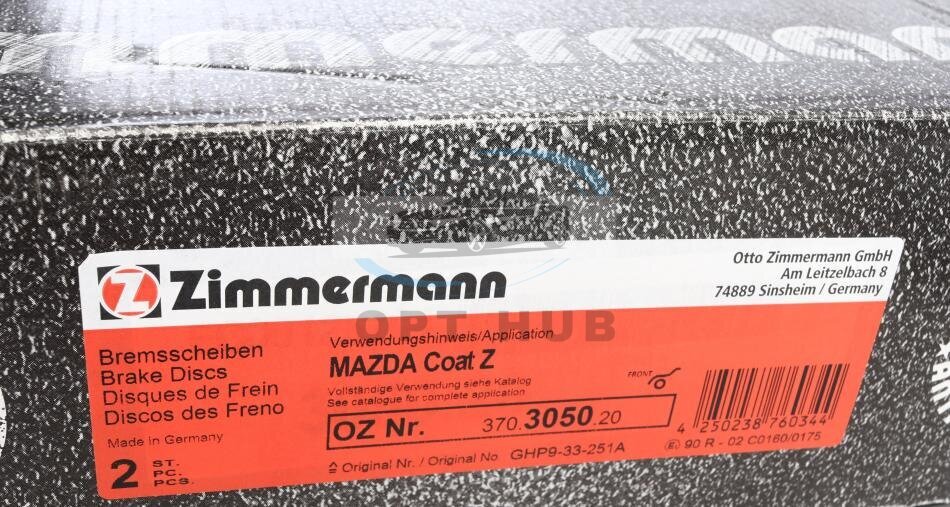 Zimmermann
Otto Zimmermann GmbH
Am Leitzelbach 8
74889 Sinsheim / Germany
OPT HUB
Bremsscheiben
Brake Discs
Disques de Frein
Discos des Freno
Made in Germany
2 ST.
PC.
PCS.
Verwendungshinweis/Application
MAZDA Coat Z
Vollständige Verwendung siehe Katalog
See catalogue for complete application
FRONT
OZ Nr. 370.3050.20
Original Nr. / Original No GHP9-33-251A
4 250238 760344
E1 90 R - 02 C0160/0175